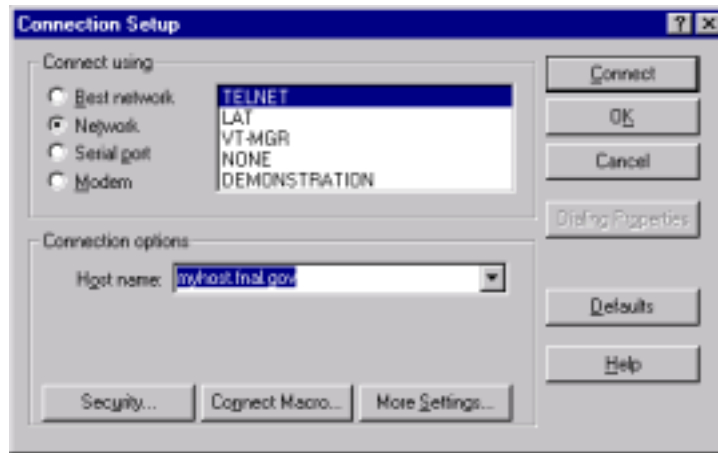 Connection Setup
Connect using
Best network
Network
Serial port
Modem
TELNET
LAT
VT-MGR
NONE
DEMONSTRATION
Connection options
Host name: myhost.fnal.gov
Security...
Connect Macro...
More Settings...
Connect
OK
Cancel
Dialing Properties
Defaults
Help